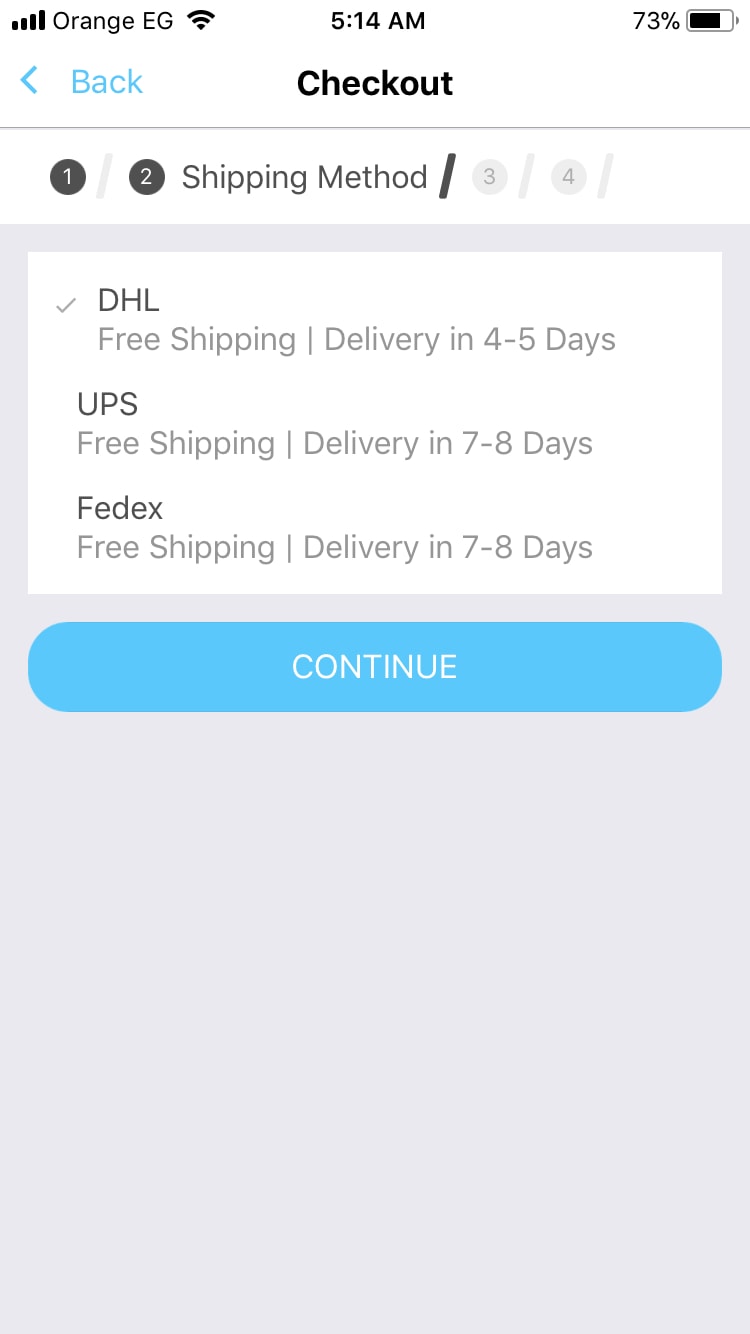 Orange EG 5:14 AM 73%
Back Checkout
1 2 Shipping Method 3 4
DHL
Free Shipping | Delivery in 4-5 Days
UPS
Free Shipping | Delivery in 7-8 Days
Fedex
Free Shipping | Delivery in 7-8 Days
CONTINUE